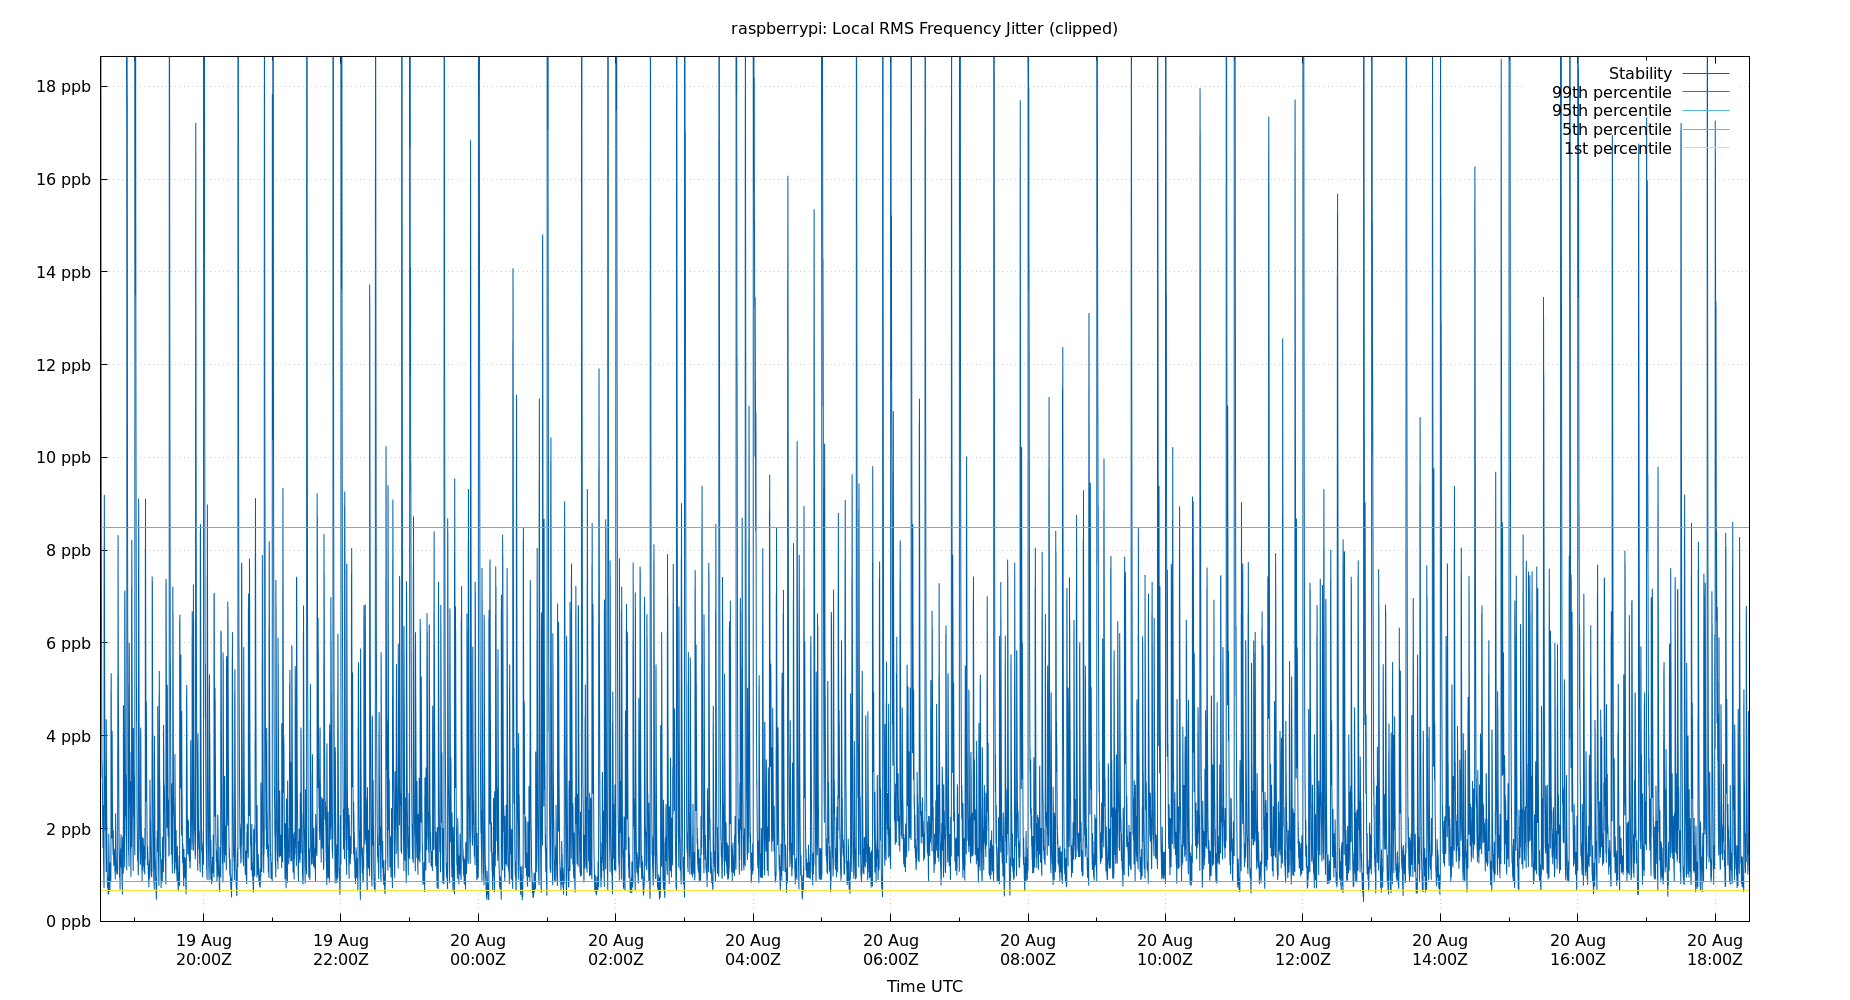 raspberrypi: Local RMS Frequency Jitter (clipped)
Stability
99th percentile
95th percentile
5th percentile
1st percentile
18 ppb
16 ppb
14 ppb
12 ppb
10 ppb
8 ppb
6 ppb
4 ppb
2 ppb
0 ppb
19 Aug 19 Aug 20 Aug 20 Aug 20 Aug 20 Aug 20 Aug 20 Aug 20 Aug 20 Aug 20 Aug 20 Aug
20:00Z 22:00Z 00:00Z 02:00Z 04:00Z 06:00Z 08:00Z 10:00Z 12:00Z 14:00Z 16:00Z 18:00Z
Time UTC